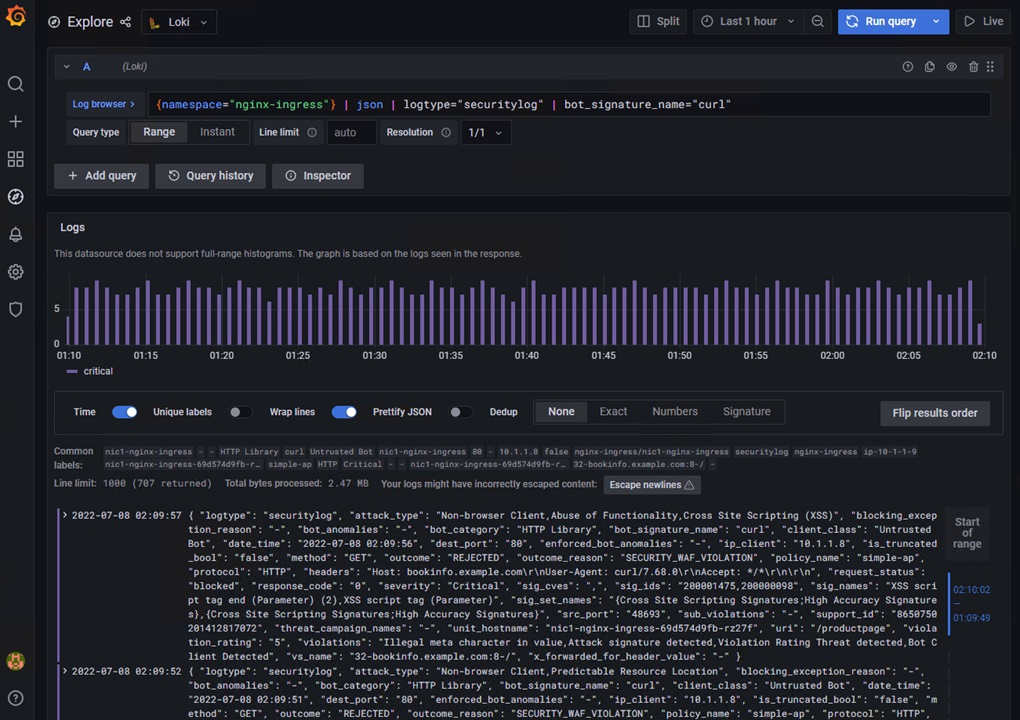 Explore
Loki
Split
Last 1 hour
Run query
Live
A
(Loki)
Log browser >
{namespace="nginx-ingress"} | json | logtype="securitylog" | bot_signature_name="curl"
Query type
Range
Instant
Line limit
auto
Resolution
1/1
+ Add query
Query history
Inspector
Logs
This datasource does not support full-range histograms. The graph is based on the logs seen in the response.
5
0
01:10 01:15 01:20 01:25 01:30 01:35 01:40 01:45 01:50 01:55 02:00 02:05 02:10
critical
Time
Unique labels
Wrap lines
Prettify JSON
Dedup
None
Exact
Numbers
Signature
Flip results order
Common labels:
nic1-nginx-ingress - - HTTP Library curl Untrusted Bot nic1-nginx-ingress 80 - 10.1.1.8 false nginx-ingress/nic1-nginx-ingress securitylog nginx-ingress ip-10-1-1-9
nic1-nginx-ingress-69d574d9fb-r… simple-ap HTTP Critical - - nic1-nginx-ingress-69d574d9fb-r… 32-bookinfo.example.com:8-/ -
Line limit: 1000 (707 returned) Total bytes processed: 2.47 MB Your logs might have incorrectly escaped content: Escape newlines
> 2022-07-08 02:09:57 { "logtype": "securitylog", "attack_type": "Non-browser Client,Abuse of Functionality,Cross Site Scripting (XSS)", "blocking_excep
tion_reason": "-", "bot_anomalies": "-", "bot_category": "HTTP Library", "bot_signature_name": "curl", "client_class": "Untrusted
Bot", "date_time": "2022-07-08 02:09:56", "dest_port": "80", "enforced_bot_anomalies": "-", "ip_client": "10.1.1.8", "is_truncated
_bool": "false", "method": "GET", "outcome": "REJECTED", "outcome_reason": "SECURITY_WAF_VIOLATION", "policy_name": "simple-ap",
"protocol": "HTTP", "headers": "Host: bookinfo.example.com\r\nUser-Agent: curl/7.68.0\r\nAccept: */*\r\n\r\n", "request_status":
"blocked", "response_code": "0", "severity": "Critical", "sig_cves": ",", "sig_ids": "200001475,200000098", "sig_names": "XSS scri
pt tag end (Parameter) (2),XSS script tag (Parameter)", "sig_set_names": "{Cross Site Scripting Signatures;High Accuracy Signature
s},{Cross Site Scripting Signatures;High Accuracy Signatures}", "src_port": "48693", "sub_violations": "-", "support_id": "8650750
201412817072", "threat_campaign_names": "-", "unit_hostname": "nic1-nginx-ingress-69d574d9fb-rz27f", "uri": "/productpage", "viola
tion_rating": "5", "violations": "Illegal meta character in value,Attack signature detected,Violation Rating Threat detected,Bot C
lient Detected", "vs_name": "32-bookinfo.example.com:8-/", "x_forwarded_for_header_value": "-" }
> 2022-07-08 02:09:52 { "logtype": "securitylog", "attack_type": "Non-browser Client,Predictable Resource Location", "blocking_exception_reason": "-",
"bot_anomalies": "-", "bot_category": "HTTP Library", "bot_signature_name": "curl", "client_class": "Untrusted Bot", "date_time":
"2022-07-08 02:09:51", "dest_port": "80", "enforced_bot_anomalies": "-", "ip_client": "10.1.1.8", "is_truncated_bool": "false", "m
ethod": "GET", "outcome": "REJECTED", "outcome_reason": "SECURITY_WAF_VIOLATION", "policy_name": "simple-ap", "protocol": "HTTP",
Start
of
range
02:10:02
—
01:09:49